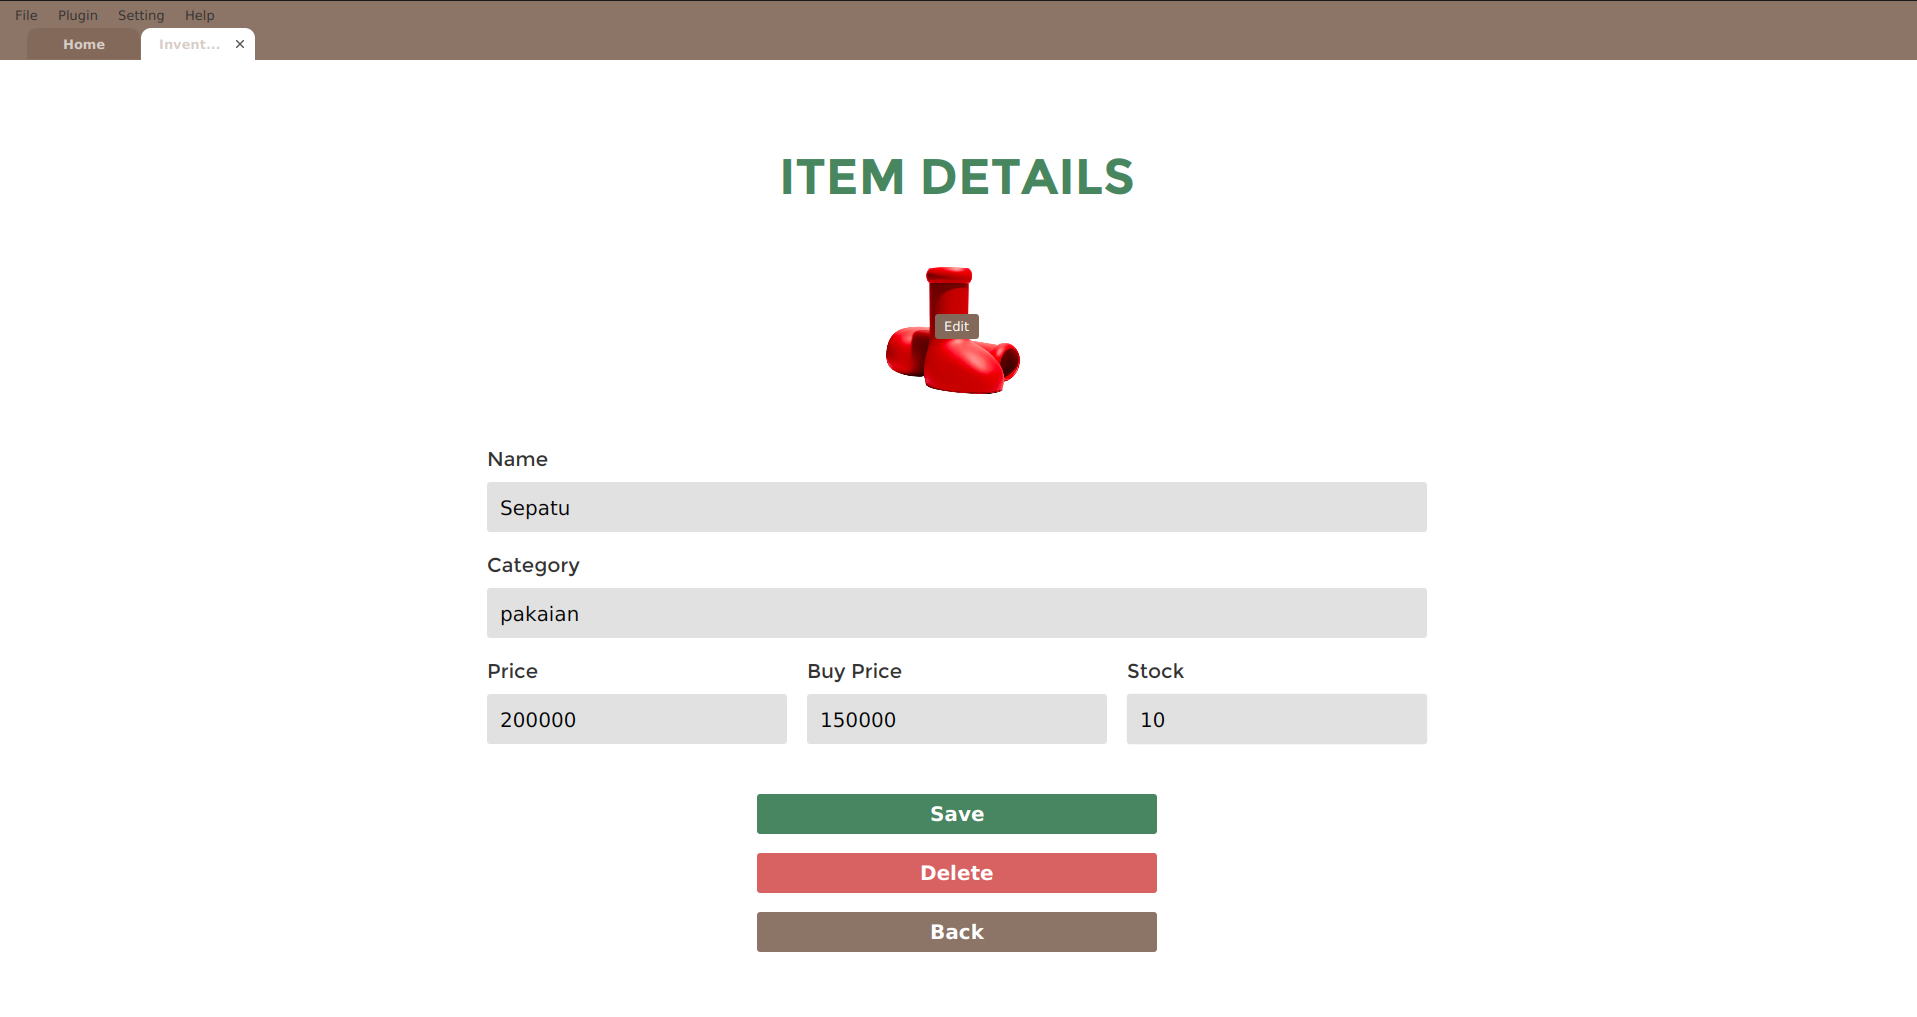 File Plugin Setting Help
Home Invent... ×
ITEM DETAILS
Edit
Name
Sepatu
Category
pakaian
Price Buy Price Stock
200000 150000 10
Save
Delete
Back